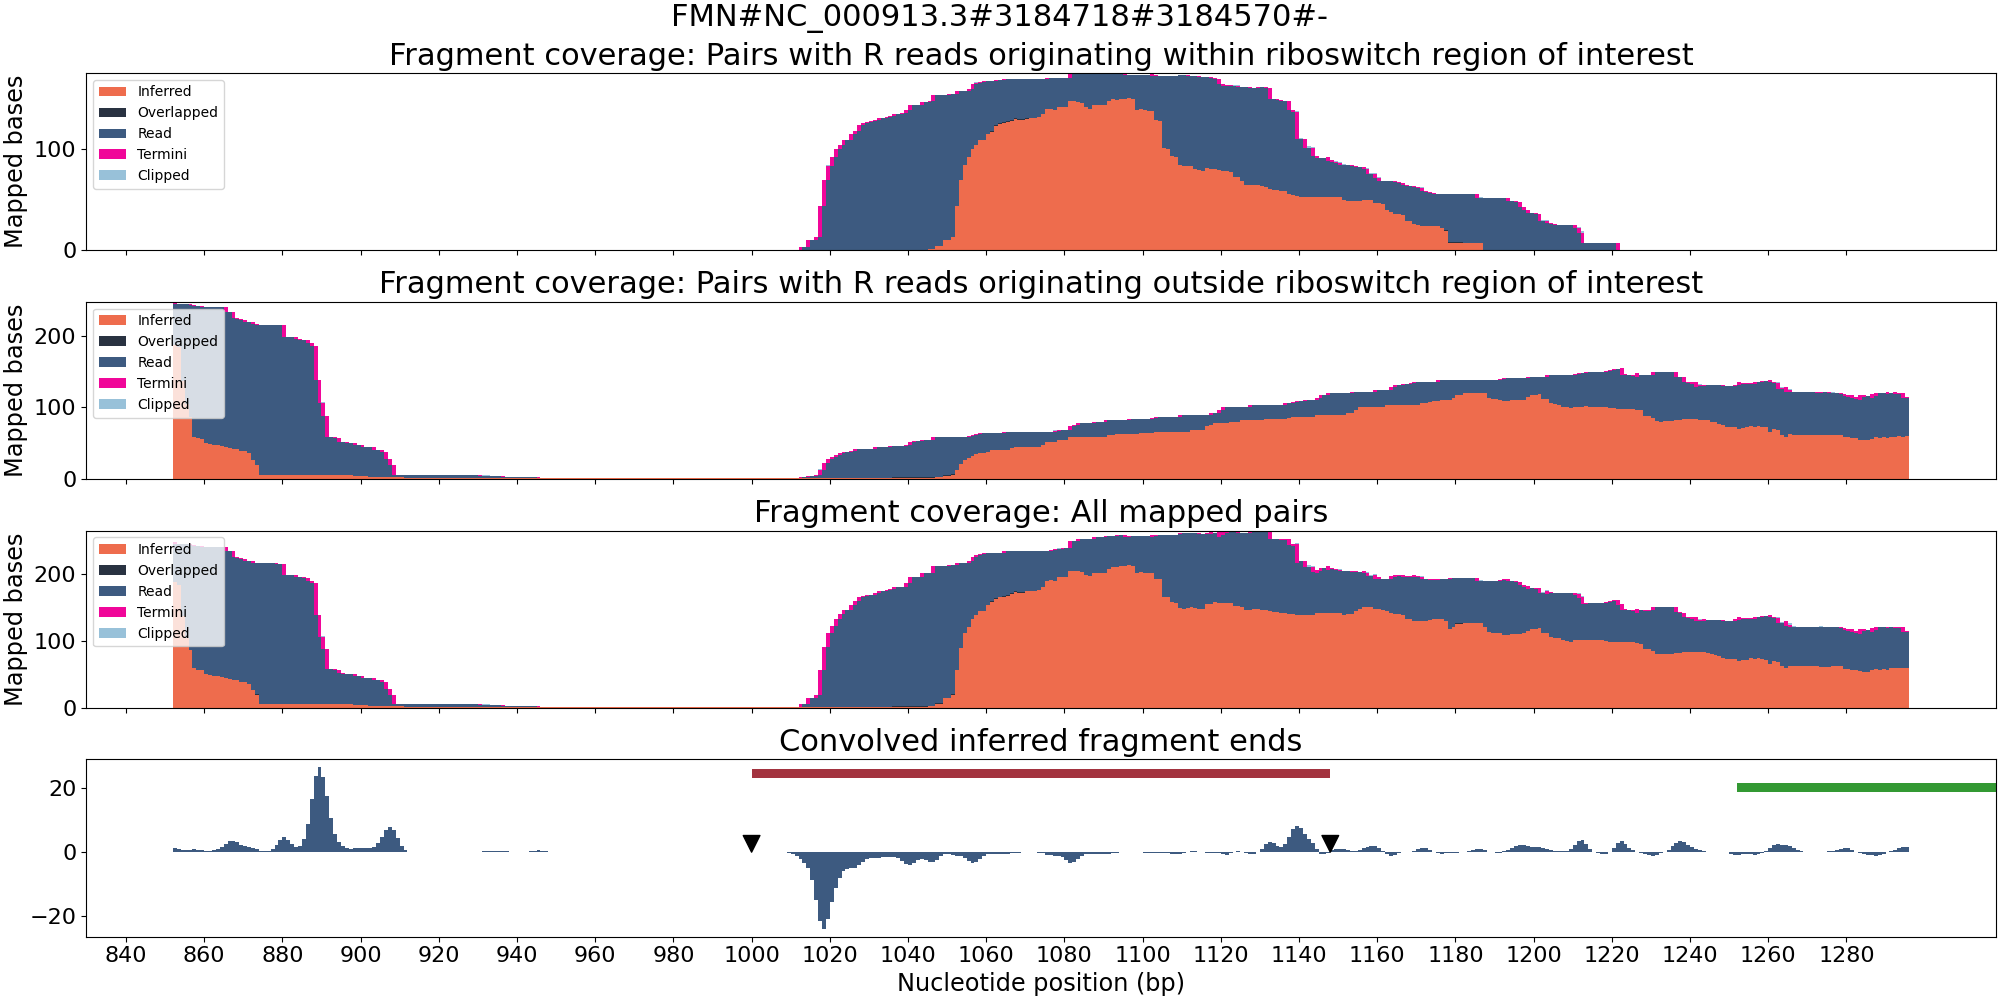 FMN#NC_000913.3#3184718#3184570#-
Fragment coverage: Pairs with R reads originating within riboswitch region of interest
Mapped bases
100
0
Inferred
Overlapped
Read
Termini
Clipped
Fragment coverage: Pairs with R reads originating outside riboswitch region of interest
Mapped bases
200
100
0
Inferred
Overlapped
Read
Termini
Clipped
Fragment coverage: All mapped pairs
Mapped bases
200
100
0
Inferred
Overlapped
Read
Termini
Clipped
Convolved inferred fragment ends
20
0
−20
840 860 880 900 920 940 960 980 1000 1020 1040 1060 1080 1100 1120 1140 1160 1180 1200 1220 1240 1260 1280
Nucleotide position (bp)